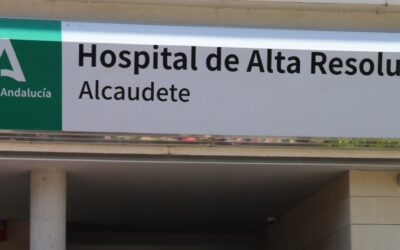 Hospital de Alta Resolu
Alcaudete
Andalucía